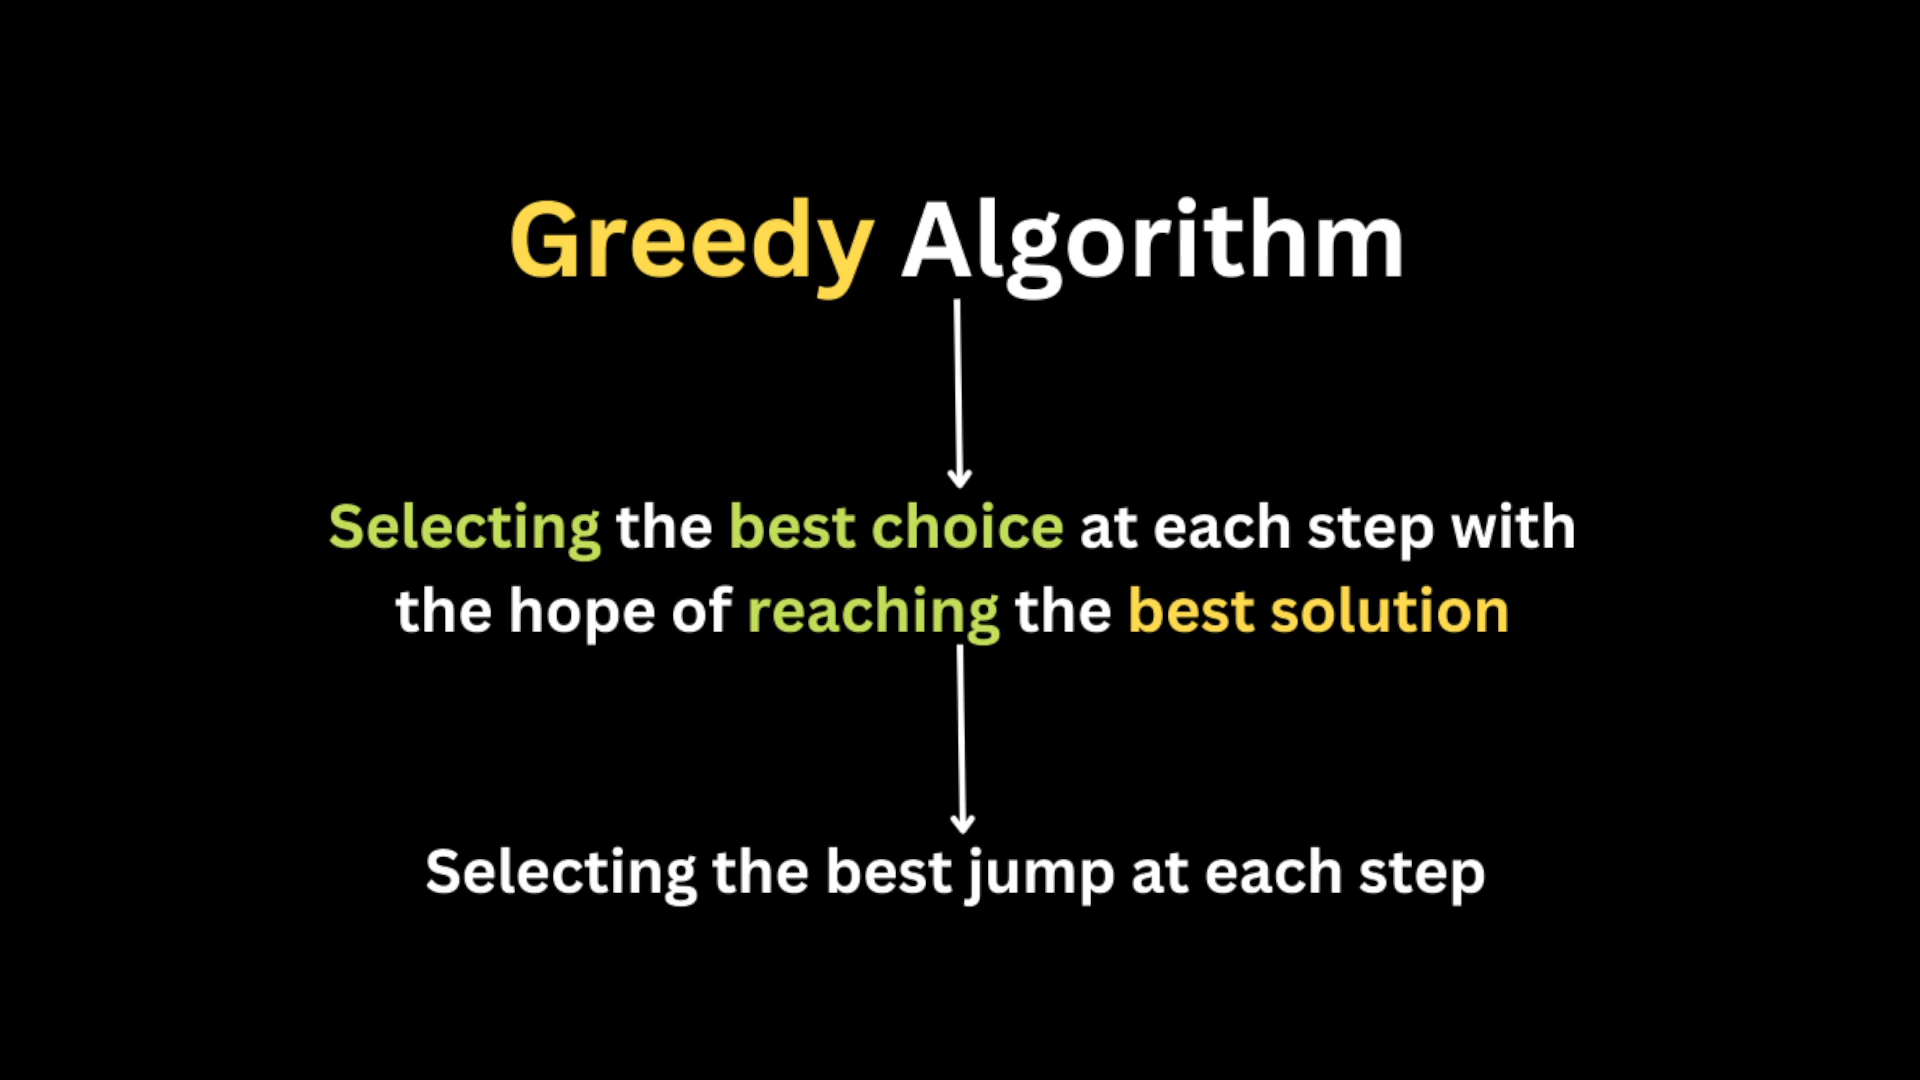 Greedy Algorithm
Selecting the best choice at each step with
the hope of reaching the best solution
Selecting the best jump at each step